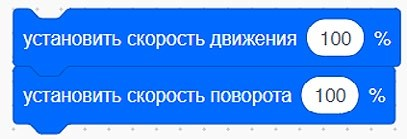 установить скорость движения 100 %
установить скорость поворота 100 %